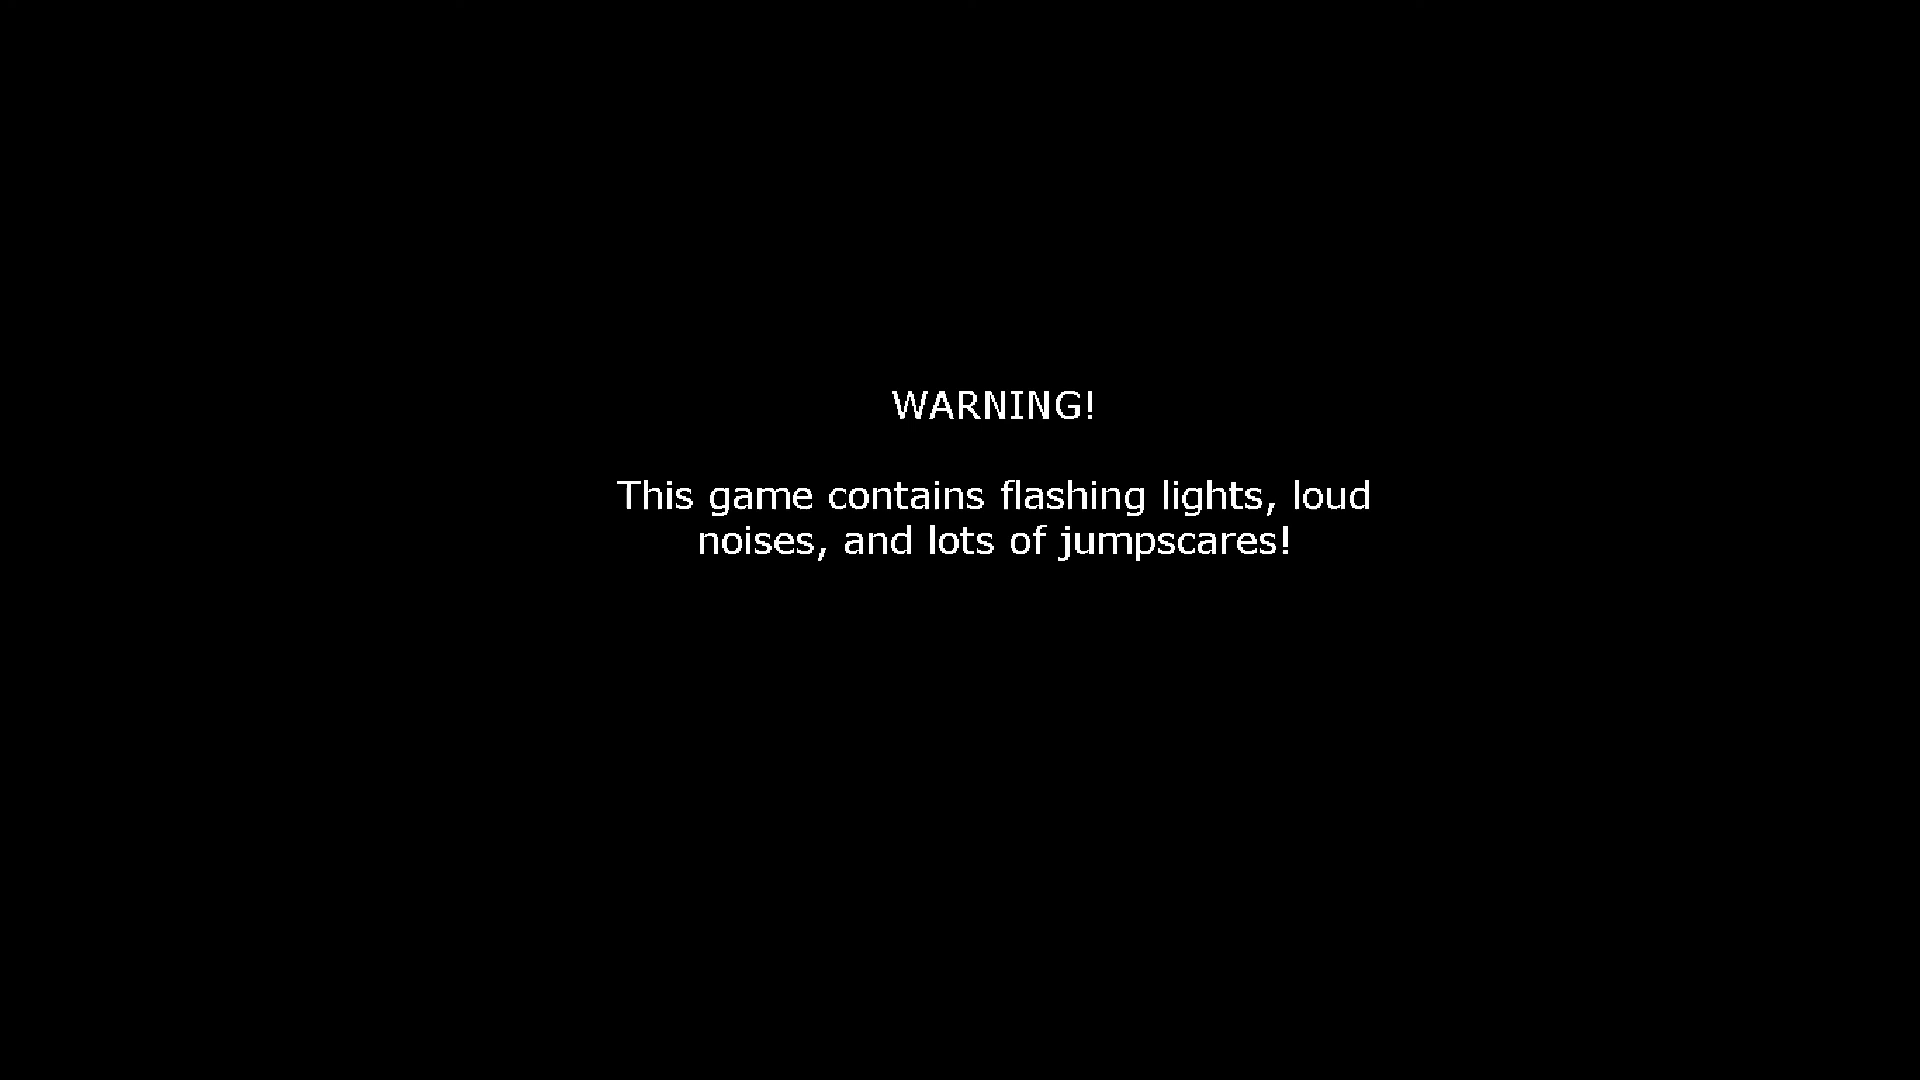 WARNING!
This game contains flashing lights, loud
noises, and lots of jumpscares!